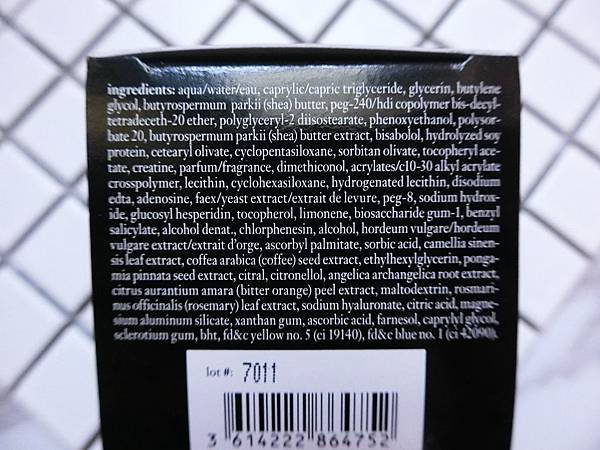 ingredients: aqua/water/eau, caprylic/capric triglyceride, glycerin, butylene
glycol, butyrospermum parkii (shea) butter, peg-240/hdi copolymer bis-decyl-
tetradeceth-20 ether, polyglyceryl-2 diisostearate, phenoxyethanol, polysor-
bate 20, butyrospermum parkii (shea) butter extract, bisabolol, hydrolyzed soy
protein, cetearyl olivate, cyclopentasiloxane, sorbitan olivate, tocopheryl ace-
tate, creatine, parfum/fragrance, dimethiconol, acrylates/c10-30 alkyl acrylate
crosspolymer, lecithin, cyclohexasiloxane, hydrogenated lecithin, disodium
edta, adenosine, faex/yeast extract/extrait de levure, peg-8, sodium hydrox-
ide, glucosyl hesperidin, tocopherol, limonene, biosaccharide gum-1, benzyl
salicylate, alcohol denat., chlorphenesin, alcohol, hordeum vulgare/hordeum
vulgare extract/extrait d'orge, ascorbyl palmitate, sorbic acid, camellia sinen-
sis leaf extract, coffea arabica (coffee) seed extract, ethylhexylglycerin, ponga-
mia pinnata seed extract, citral, citronellol, angelica archangelica root extract,
citrus aurantium amara (bitter orange) peel extract, maltodextrin, rosmari-
nus officinalis (rosemary) leaf extract, sodium hyaluronate, citric acid, magne-
sium aluminum silicate, xanthan gum, ascorbic acid, farnesol, caprylyl glycol,
sclerotium gum, bht, fd&c yellow no. 5 (ci 19140), fd&c blue no. 1 (ci 42090).
lot #: 7011
3 614222 864752